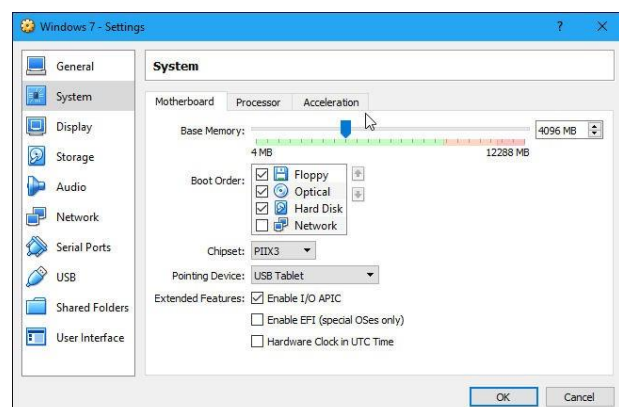 Windows 7 - Settings
General
System
Display
Storage
Audio
Network
Serial Ports
USB
Shared Folders
User Interface
System
Motherboard Processor Acceleration
Base Memory: 4096 MB
4 MB 12288 MB
Boot Order: Floppy
Optical
Hard Disk
Network
Chipset: PIIX3
Pointing Device: USB Tablet
Extended Features: Enable I/O APIC
Enable EFI (special OSes only)
Hardware Clock in UTC Time
OK Cancel